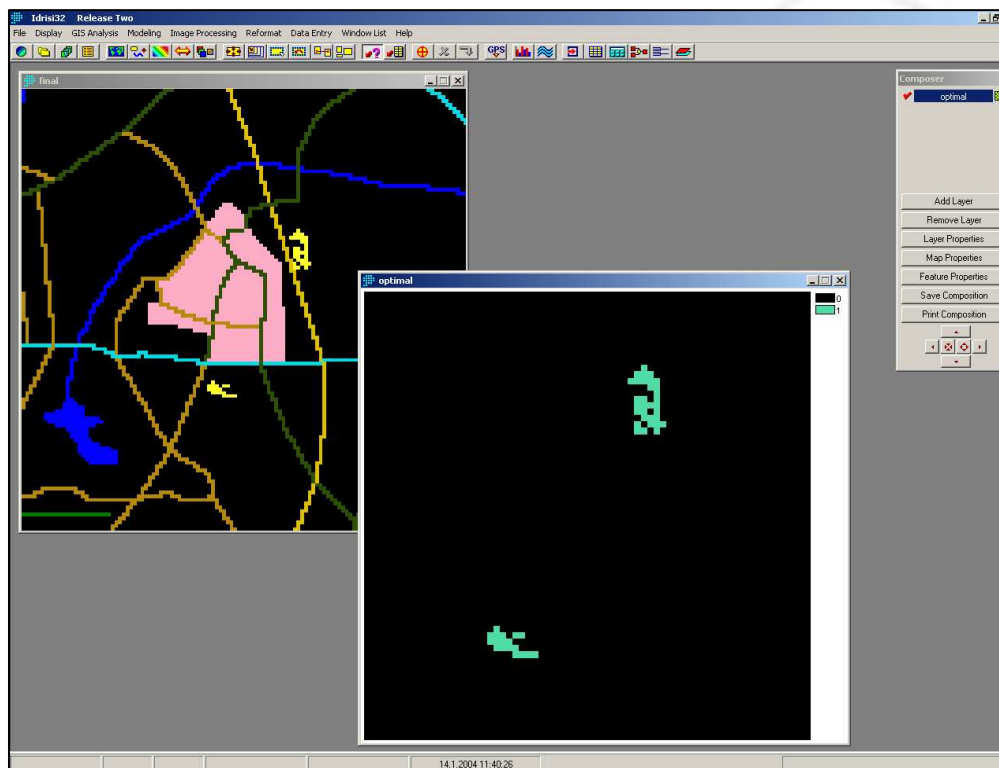 Idrisi32 Release Two
File Display GIS Analysis Modeling Image Processing Reformat Data Entry Window List Help
GPS
final
Composer
optimal
Add Layer
Remove Layer
Layer Properties
Map Properties
Feature Properties
Save Composition
Print Composition
optimal
0
1
14.1.2004 11:40:26